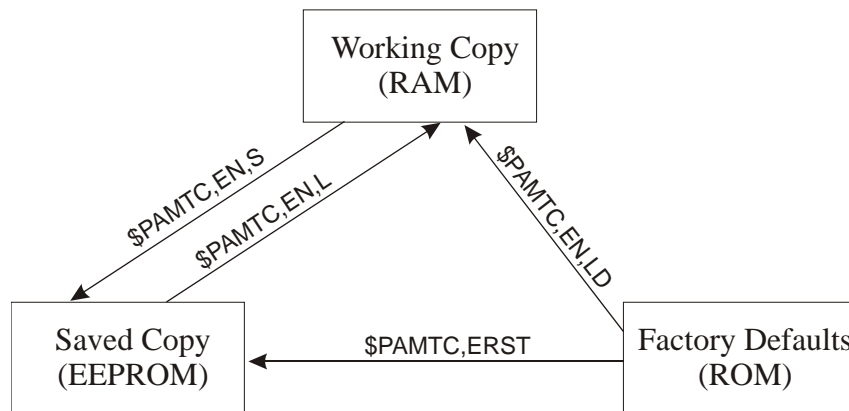 Working Copy
(RAM)
$PAMTC,EN,S
$PAMTC,EN,L
$PAMTC,EN,LD
Saved Copy
(EEPROM)
$PAMTC,ERST
Factory Defaults
(ROM)